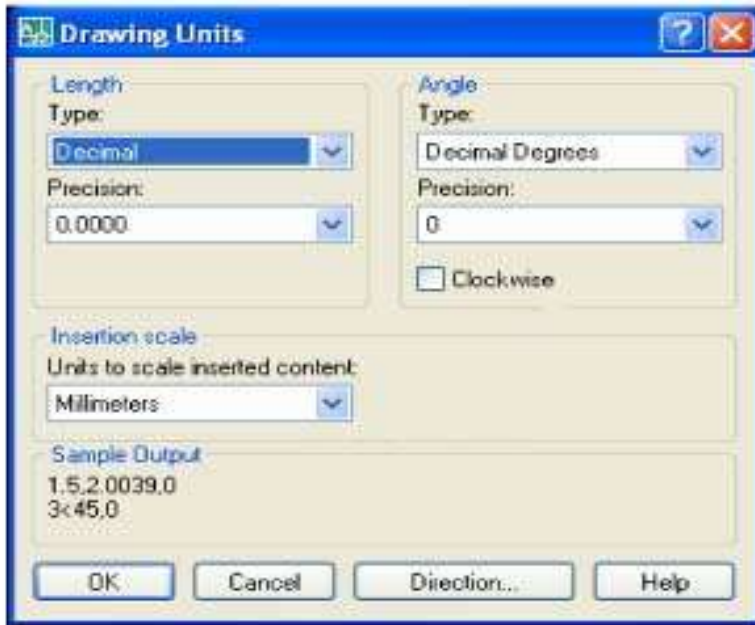 Drawing Units
Length
Type:
Decimal
Precision:
0.0000
Angle
Type:
Decimal Degrees
Precision:
0
Clockwise
Insertion scale
Units to scale inserted content:
Millimeters
Sample Output
1.5,2.0039,0
3<45,0
OK
Cancel
Direction...
Help